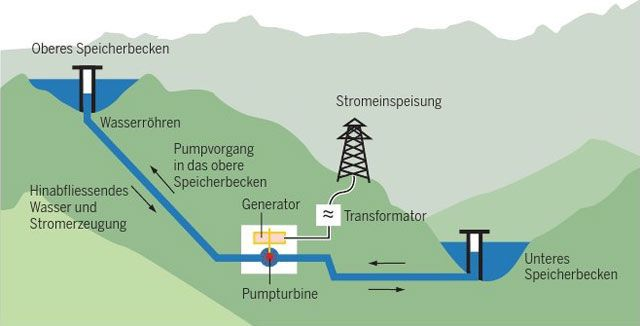 Oberes Speicherbecken
Wasserröhren
Stromeinspeisung
Pumpvorgang
in das obere
Speicherbecken
Hinabfliessendes
Wasser und
Stromerzeugung
Generator
≈
Transformator
Unteres
Speicherbecken
Pumpturbine